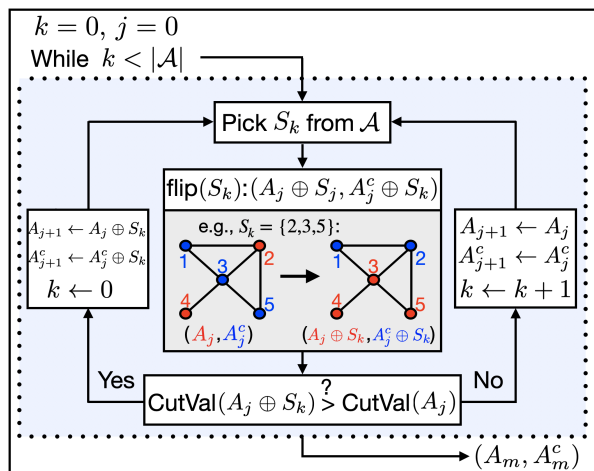 k = 0, j = 0
While k < |𝒜|
Pick S_k from 𝒜
flip(S_k):(A_j ⊕ S_j, A_j^c ⊕ S_k)
e.g., S_k = {2,3,5}:
1 2 3 4 5
(A_j, A_j^c)
1 2 3 4 5
(A_j ⊕ S_k, A_j^c ⊕ S_k)
A_{j+1} ← A_j ⊕ S_k
A_{j+1}^c ← A_j^c ⊕ S_k
k ← 0
A_{j+1} ← A_j
A_{j+1}^c ← A_j^c
k ← k + 1
Yes
No
CutVal(A_j ⊕ S_k) >? CutVal(A_j)
(A_m, A_m^c)